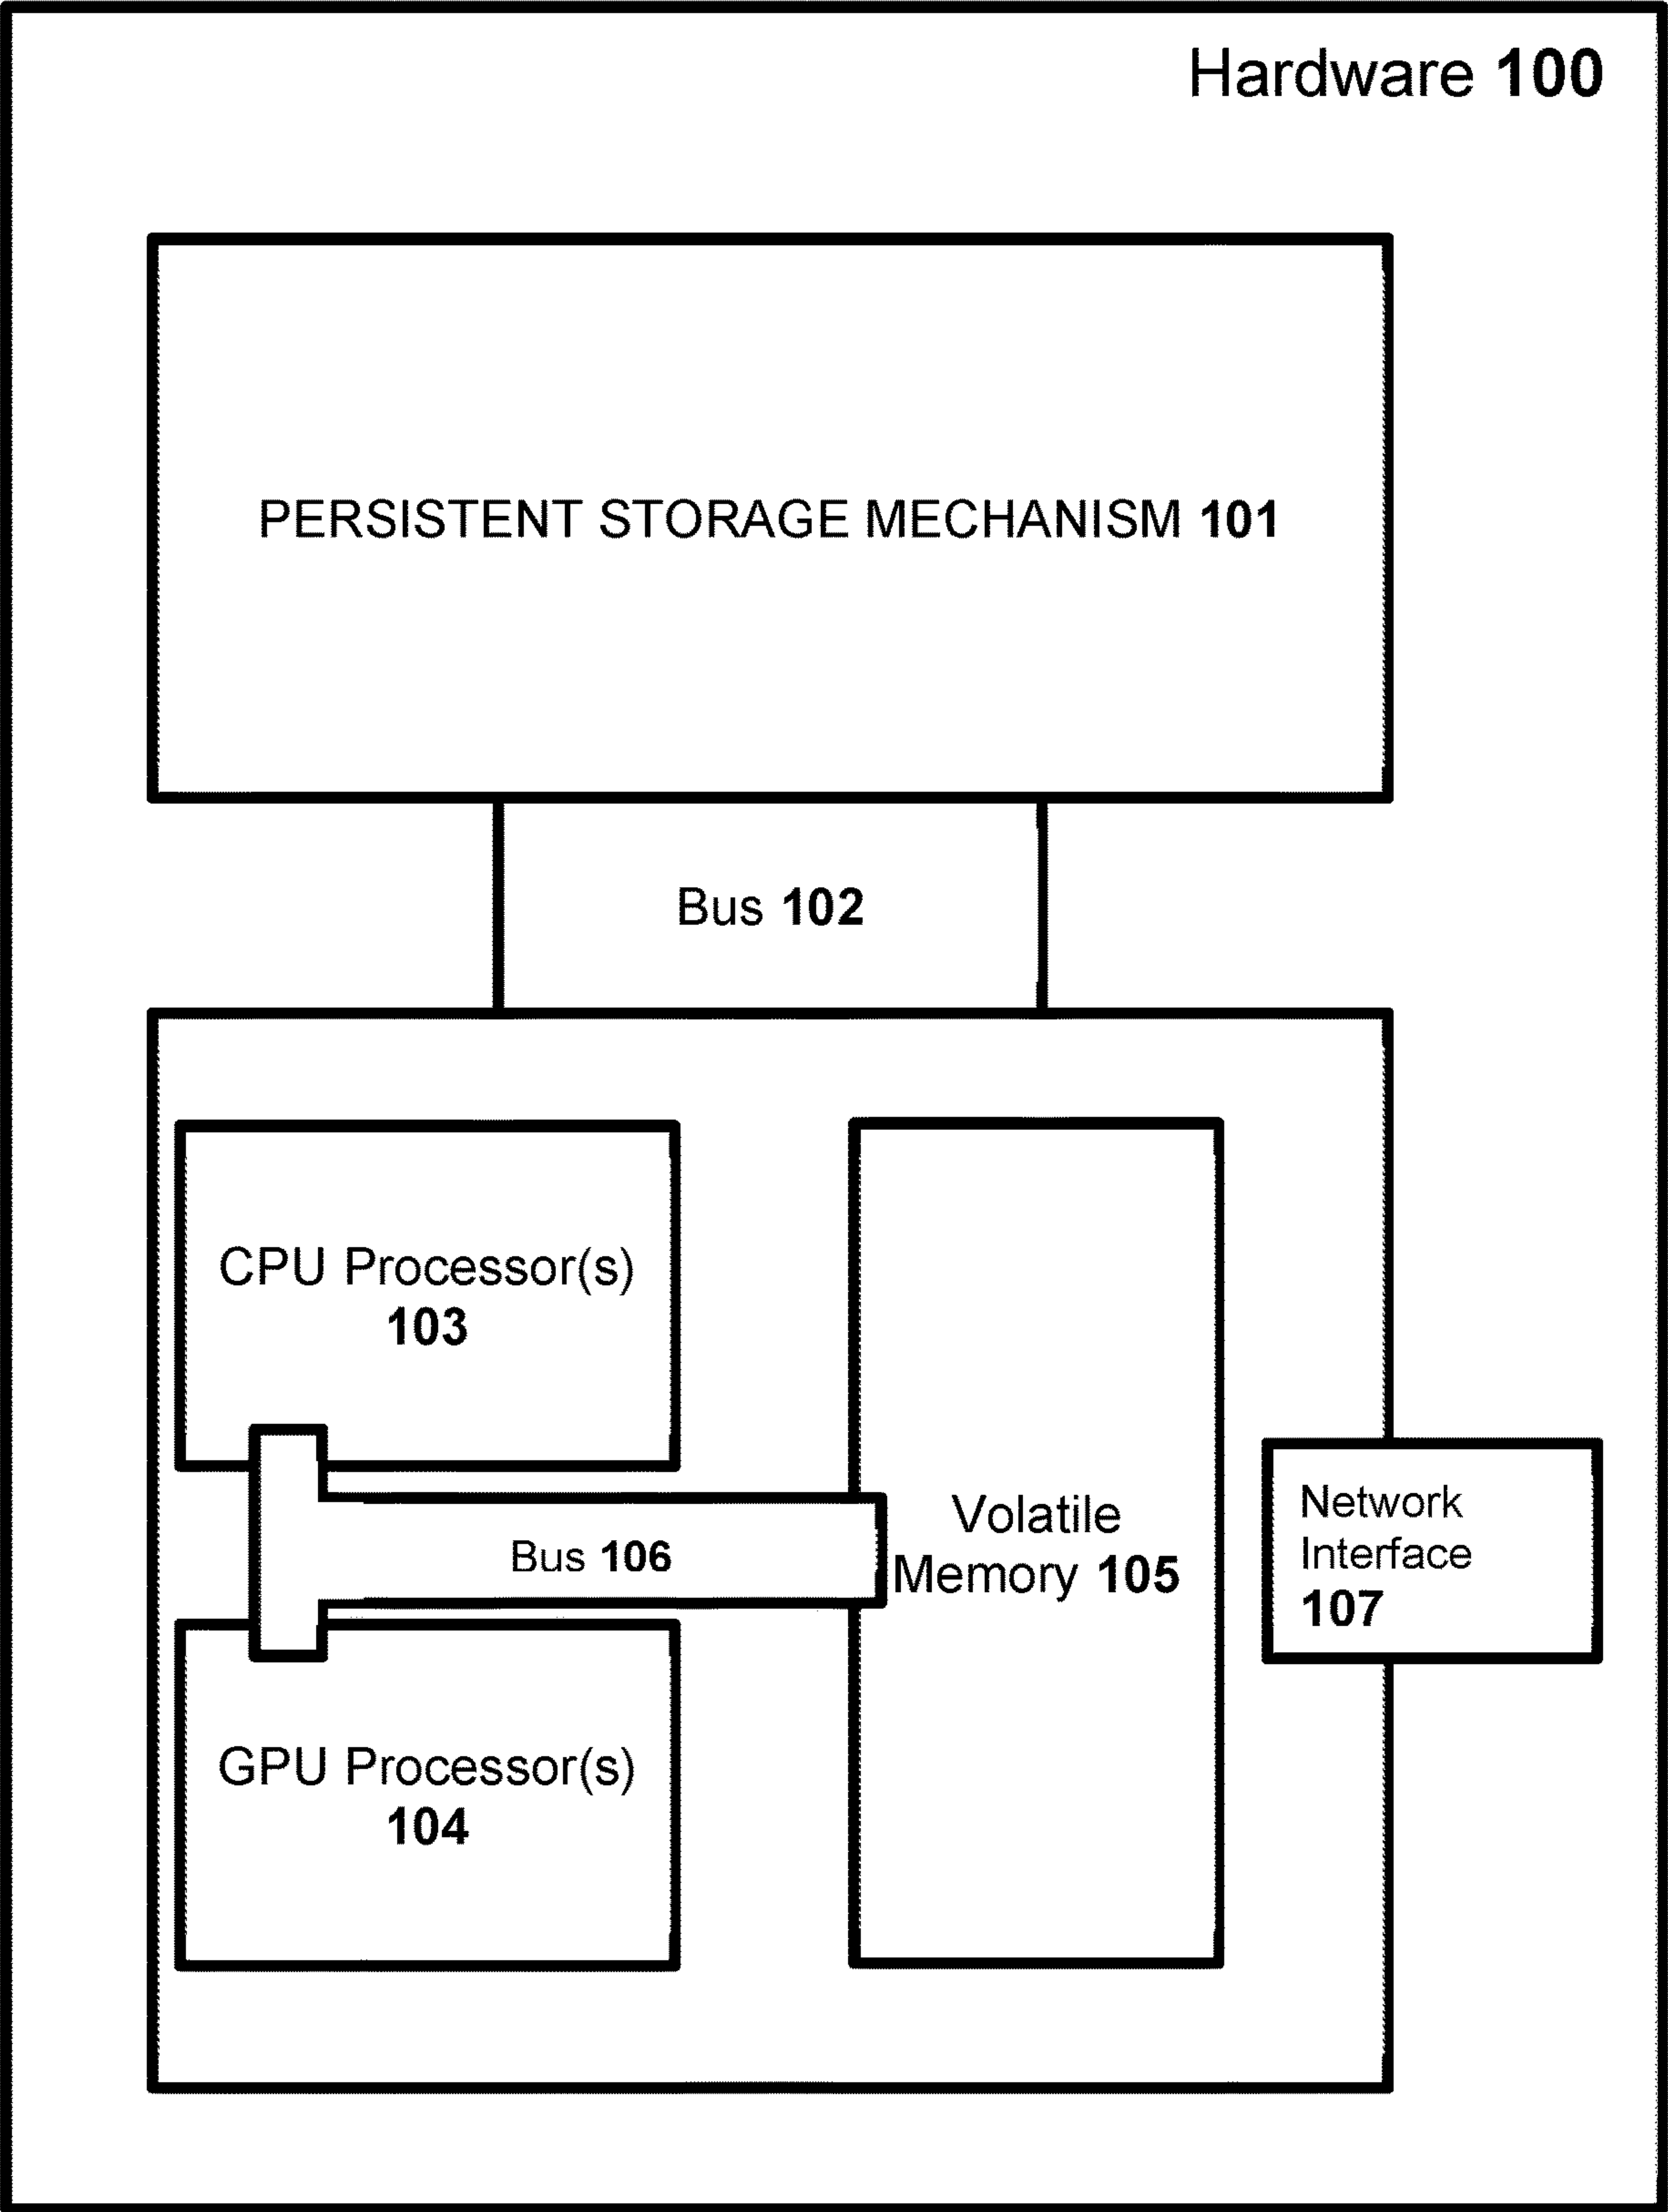 Hardware 100
PERSISTENT STORAGE MECHANISM 101
Bus 102
CPU Processor(s)
103
Bus 106
Volatile
Memory 105
Network
Interface
107
GPU Processor(s)
104